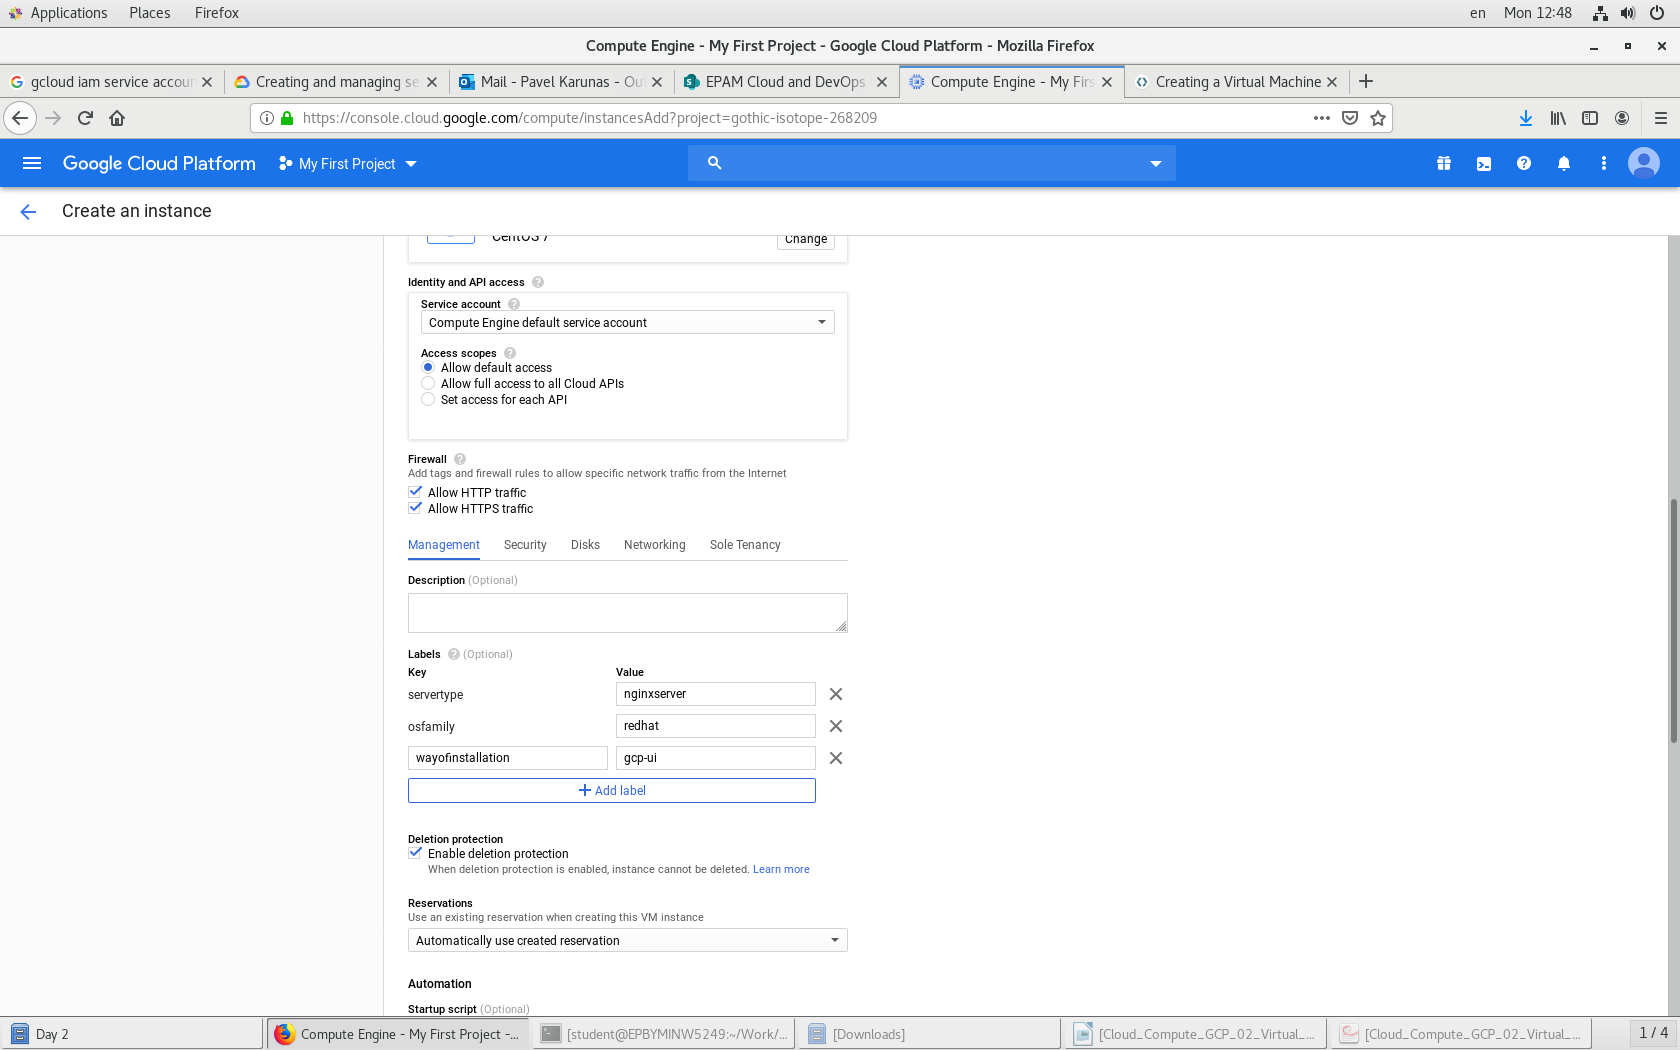 Applications Places Firefox en Mon 12:48
Compute Engine - My First Project - Google Cloud Platform - Mozilla Firefox
gcloud iam service accoun Creating and managing se Mail - Pavel Karunas - Out EPAM Cloud and DevOps Compute Engine - My Firs Creating a Virtual Machine
https://console.cloud.google.com/compute/instancesAdd?project=gothic-isotope-268209
Google Cloud Platform My First Project
Create an instance
CentOS 7 Change
Identity and API access
Service account
Compute Engine default service account
Access scopes
Allow default access
Allow full access to all Cloud APIs
Set access for each API
Firewall
Add tags and firewall rules to allow specific network traffic from the Internet
Allow HTTP traffic
Allow HTTPS traffic
Management Security Disks Networking Sole Tenancy
Description (Optional)
Labels (Optional)
Key Value
servertype nginxserver
osfamily redhat
wayofinstallation gcp-ui
Add label
Deletion protection
Enable deletion protection
When deletion protection is enabled, instance cannot be deleted. Learn more
Reservations
Use an existing reservation when creating this VM instance
Automatically use created reservation
Automation
Startup script (Optional)
Day 2 Compute Engine - My First Project -... [student@EPBYMINW5249:~/Work/... [Downloads] [Cloud_Compute_GCP_02_Virtual_... [Cloud_Compute_GCP_02_Virtual_... 1 / 4